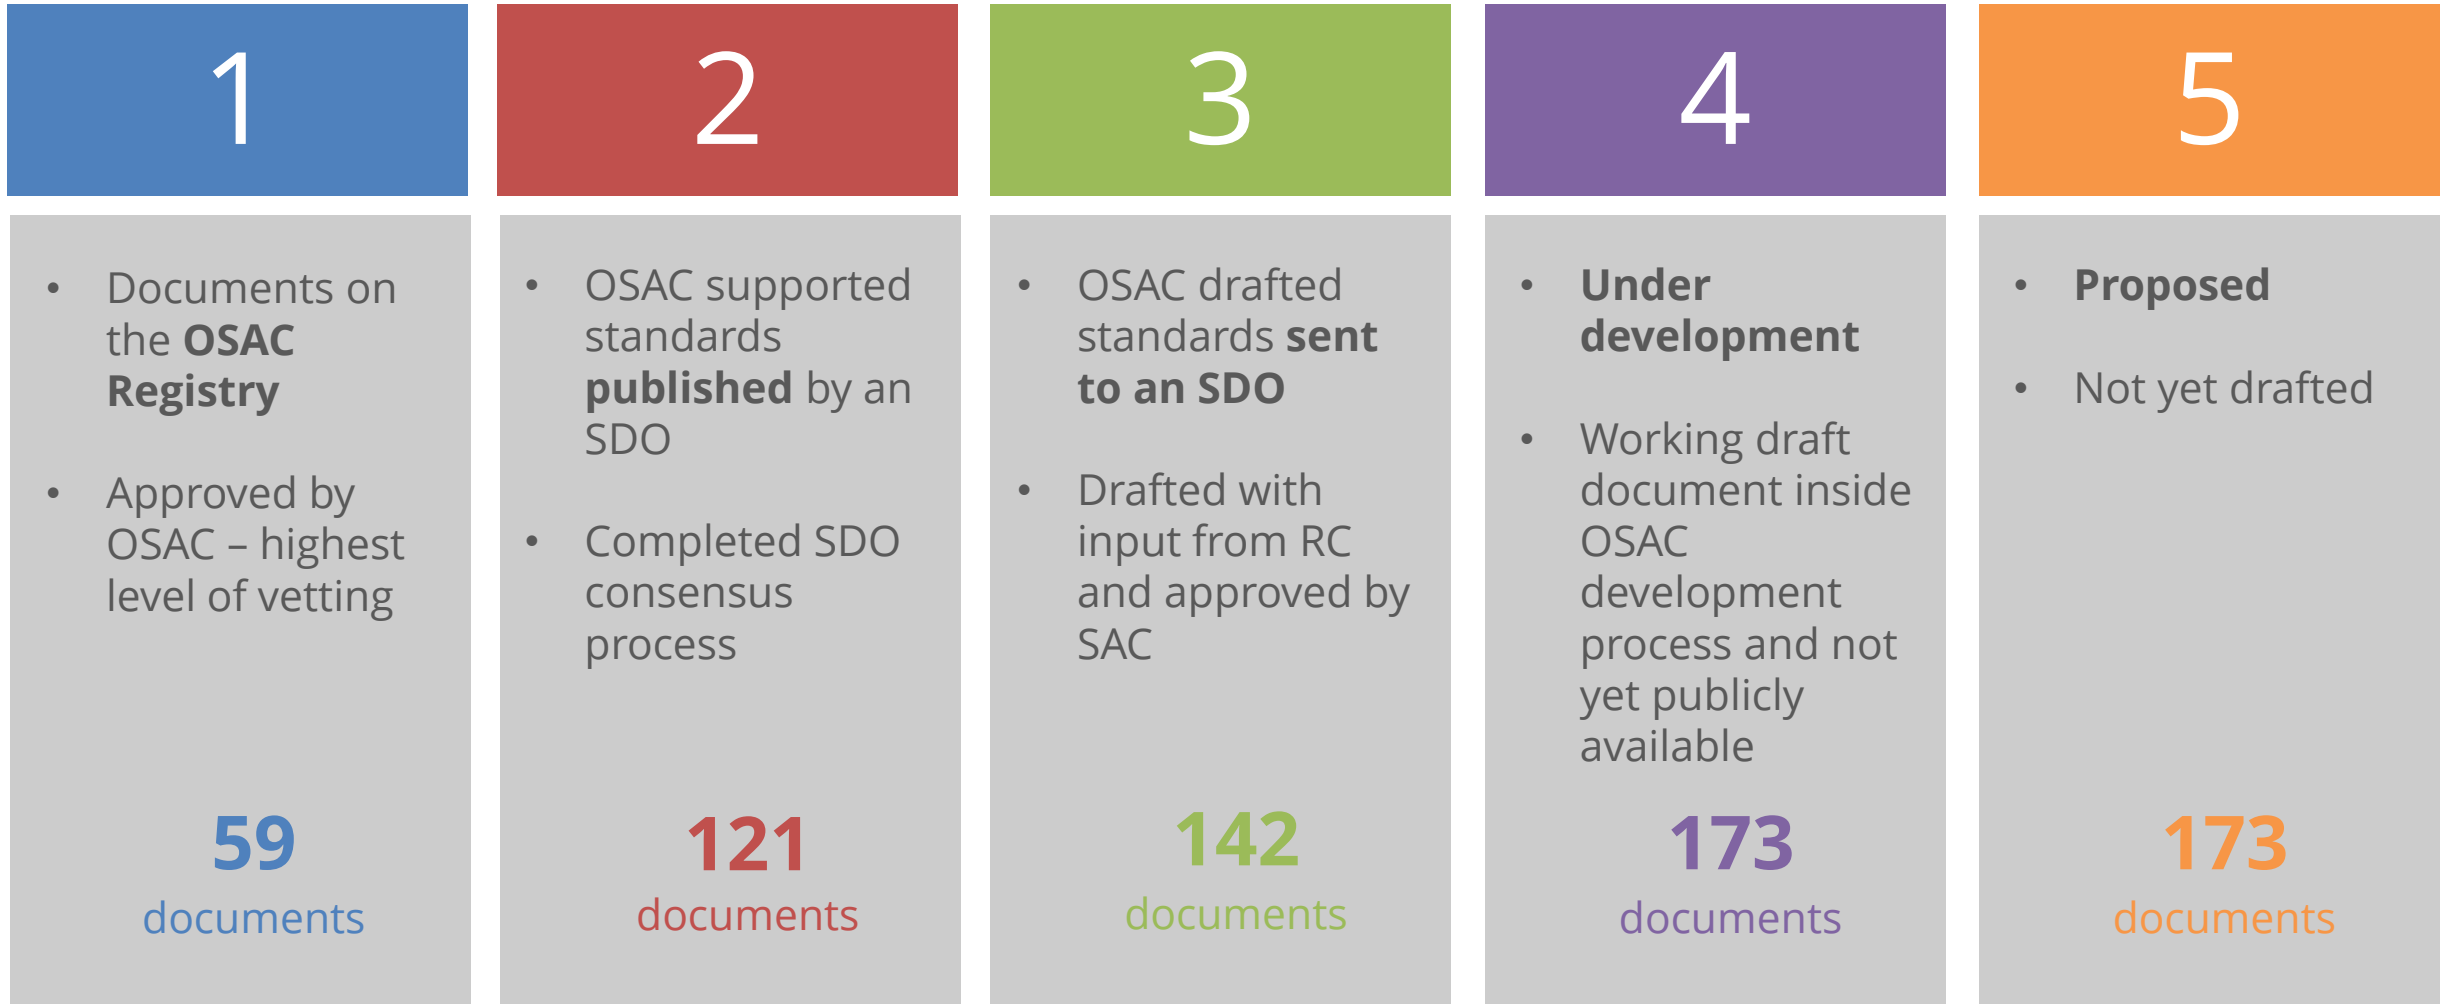 1
• Documents on
the OSAC
Registry
• Approved by
OSAC – highest
level of vetting
59
documents
2
• OSAC supported
standards
published by an
SDO
• Completed SDO
consensus
process
121
documents
3
• OSAC drafted
standards sent
to an SDO
• Drafted with
input from RC
and approved by
SAC
142
documents
4
• Under
development
• Working draft
document inside
OSAC
development
process and not
yet publicly
available
173
documents
5
• Proposed
• Not yet drafted
173
documents